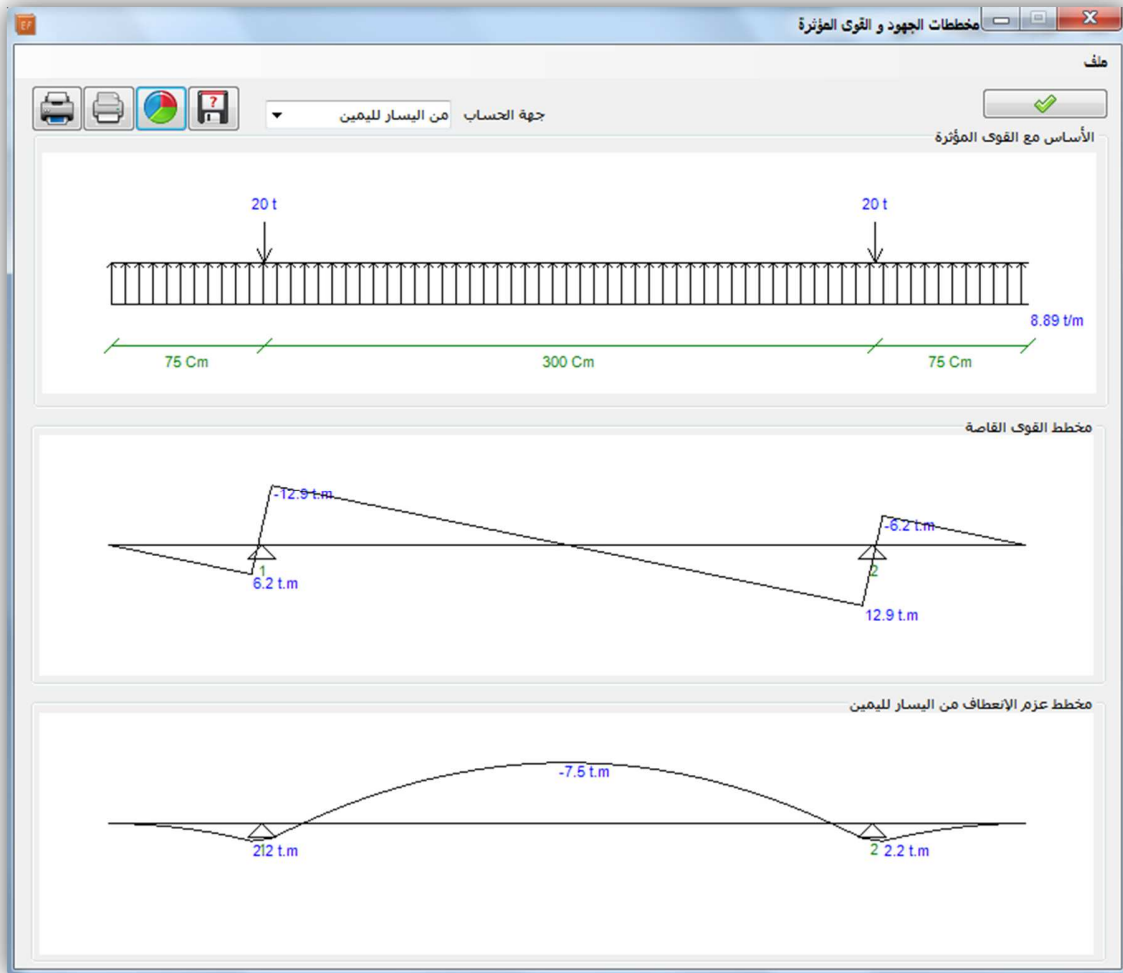 مخططات الجهود و القوى المؤثرة
ملف
جهة الحساب من اليسار لليمين
الأساس مع القوى المؤثرة
20 t 20 t
8.89 t/m
75 Cm 300 Cm 75 Cm
مخطط القوى القاصة
-12.9 t.m
-6.2 t.m
1 2
6.2 t.m
12.9 t.m
مخطط عزم الإنعطاف من اليسار لليمين
-7.5 t.m
1 2
2.2 t.m 2.2 t.m